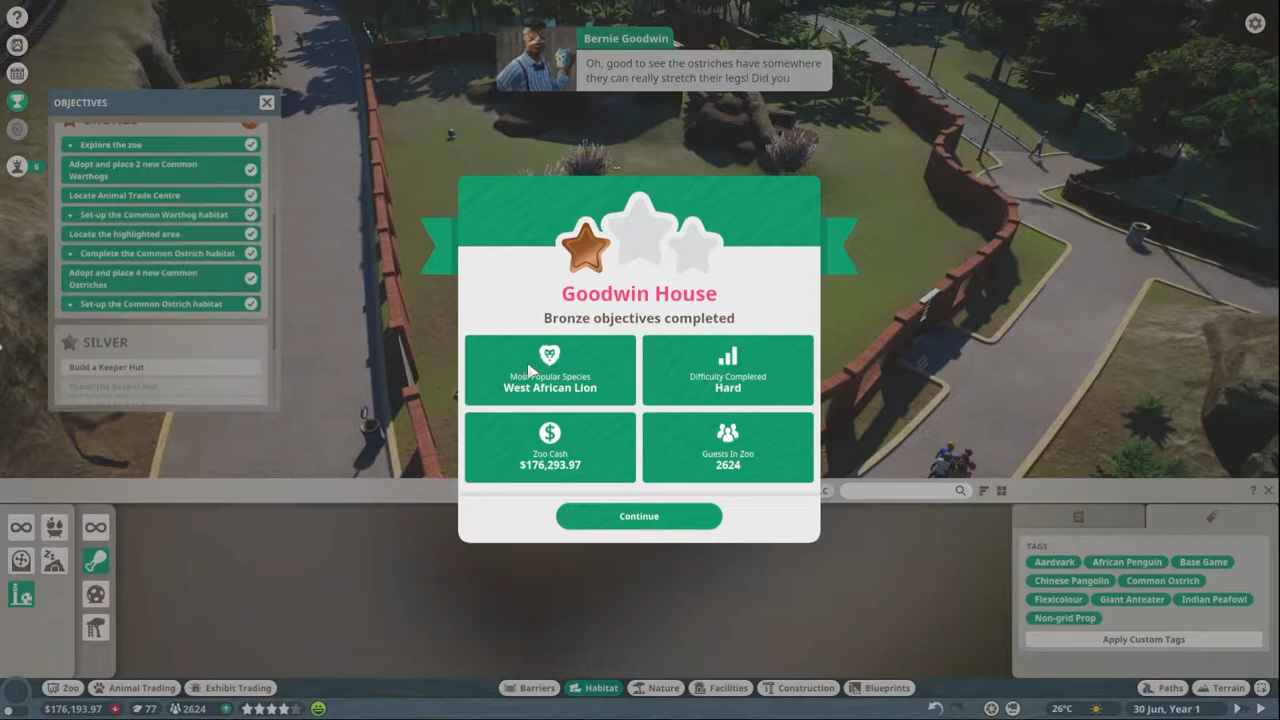 Bernie Goodwin
Oh, good to see the ostriches have somewhere
they can really stretch their legs! Did you
OBJECTIVES
Explore the zoo
Adopt and place 2 new Common
Warthogs
Locate Animal Trade Centre
Set-up the Common Warthog habitat
Locate the highlighted area
Complete the Common Ostrich habitat
Adopt and place 4 new Common
Ostriches
Set-up the Common Ostrich habitat
SILVER
Build a Keeper Hut
Power the Keeper Hut
6
Goodwin House
Bronze objectives completed
Most Popular Species
West African Lion
Difficulty Completed
Hard
Zoo Cash
$176,293.97
Guests In Zoo
2624
Continue
TAGS
Aardvark African Penguin Base Game
Chinese Pangolin Common Ostrich
Flexicolour Giant Anteater Indian Peafowl
Non-grid Prop
Apply Custom Tags
Zoo Animal Trading Exhibit Trading Barriers Habitat Nature Facilities Construction Blueprints Paths Terrain
$176,193.97 77 2624 26°C 30 Jun, Year 1